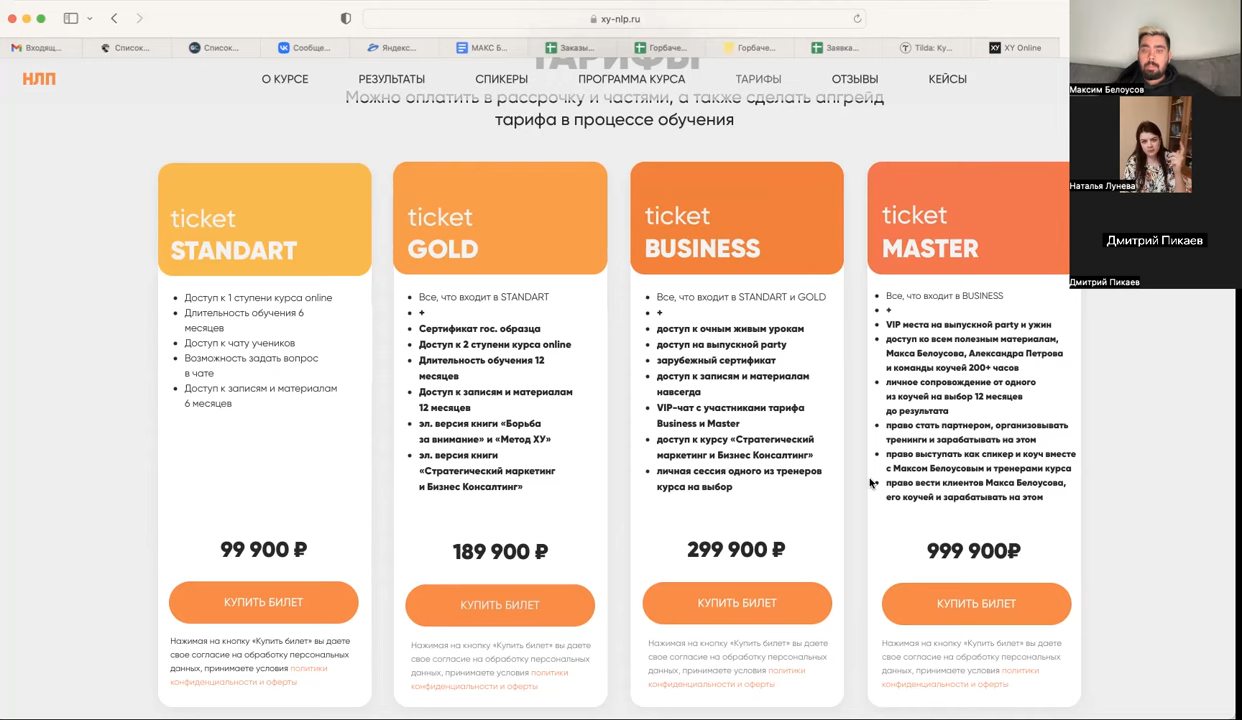 xy-nlp.ru
Входящ...
Список...
Список...
Сообще...
Яндекс...
МАКС Б...
Заказы...
Горбаче...
Горбаче...
Заявка...
Tilda: Ку...
XY Online
НЛП
О КУРСЕ
РЕЗУЛЬТАТЫ
СПИКЕРЫ
ПРОГРАММА КУРСА
ТАРИФЫ
ОТЗЫВЫ
КЕЙСЫ
ТАРИФЫ
Можно оплатить в рассрочку и частями, а также сделать апгрейд
тарифа в процессе обучения
ticket
STANDART
Доступ к 1 ступени курса online
Длительность обучения 6
месяцев
Доступ к чату учеников
Возможность задать вопрос
в чате
Доступ к записям и материалам
6 месяцев
99 900 ₽
КУПИТЬ БИЛЕТ
Нажимая на кнопку «Купить билет» вы даете
свое согласие на обработку персональных
данных, принимаете условия политики
конфиденциальности и оферты
ticket
GOLD
Все, что входит в STANDART
+
Сертификат гос. образца
Доступ к 2 ступени курса online
Длительность обучения 12
месяцев
Доступ к записям и материалам
12 месяцев
эл. версия книги «Борьба
за внимание» и «Метод ХУ»
эл. версия книги
«Стратегический маркетинг
и Бизнес Консалтинг»
189 900 ₽
КУПИТЬ БИЛЕТ
Нажимая на кнопку «Купить билет» вы даете
свое согласие на обработку персональных
данных, принимаете условия политики
конфиденциальности и оферты
ticket
BUSINESS
Все, что входит в STANDART и GOLD
+
доступ к очным живым урокам
доступ на выпускной party
зарубежный сертификат
доступ к записям и материалам
навсегда
VIP-чат с участниками тарифа
Business и Master
доступ к курсу «Стратегический
маркетинг и Бизнес Консалтинг»
личная сессия одного из тренеров
курса на выбор
299 900 ₽
КУПИТЬ БИЛЕТ
Нажимая на кнопку «Купить билет» вы даете
свое согласие на обработку персональных
данных, принимаете условия политики
конфиденциальности и оферты
ticket
MASTER
Все, что входит в BUSINESS
+
VIP места на выпускной party и ужин
доступ ко всем полезным материалам,
Макса Белоусова, Александра Петрова
и команды коучей 200+ часов
личное сопровождение от одного
из коучей на выбор 12 месяцев
до результата
право стать партнером, организовывать
тренинги и зарабатывать на этом
право выступать как спикер и коуч вместе
с Максом Белоусовым и тренерами курса
право вести клиентов Макса Белоусова,
его коучей и зарабатывать на этом
999 900₽
КУПИТЬ БИЛЕТ
Нажимая на кнопку «Купить билет» вы даете
свое согласие на обработку персональных
данных, принимаете условия политики
конфиденциальности и оферты
Максим Белоусов
Наталья Лунева
Дмитрий Пикаев
Дмитрий Пикаев